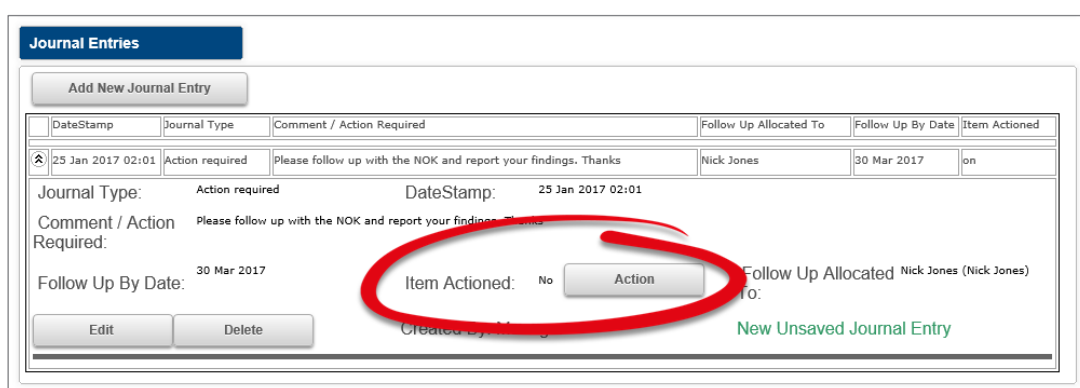 Journal Entries
Add New Journal Entry
DateStamp Journal Type Comment / Action Required Follow Up Allocated To Follow Up By Date Item Actioned
25 Jan 2017 02:01 Action required Please follow up with the NOK and report your findings. Thanks Nick Jones 30 Mar 2017 on
Journal Type: Action required DateStamp: 25 Jan 2017 02:01
Comment / Action Required: Please follow up with the NOK and report your findings. Thanks
Follow Up By Date: 30 Mar 2017 Item Actioned: No Action Follow Up Allocated To: Nick Jones (Nick Jones)
Edit Delete Created By: New Unsaved Journal Entry